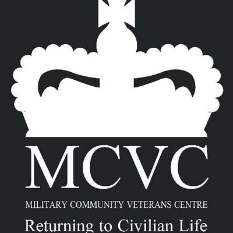 MCVC
MILITARY COMMUNITY VETERANS CENTRE
Returning to Civilian Life